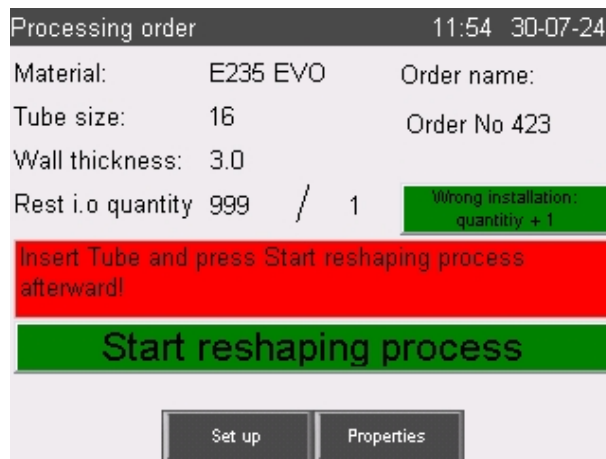 Processing order 11:54 30-07-24
Material: E235 EVO Order name:
Tube size: 16 Order No 423
Wall thickness: 3.0
Rest i.o quantity 999 / 1
Wrong installation:
quantitiy + 1
Insert Tube and press Start reshaping process
afterward!
Start reshaping process
Set up Properties